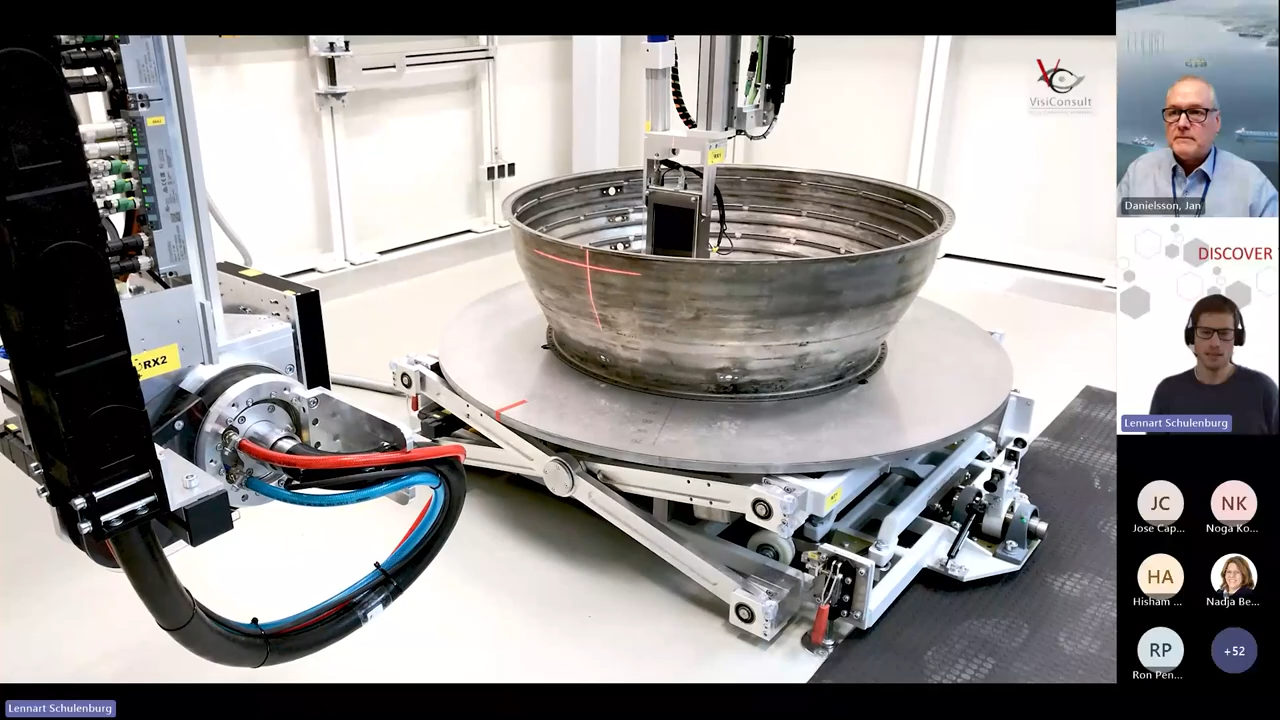 VisiConsult
RX1
RX2
Danielsson, Jan
DISCOVER
Lennart Schulenburg
JC
NK
Jose Cap...
Noga Ko...
HA
Hisham ...
Nadja Be...
RP
+52
Ron Pen...
Lennart Schulenburg